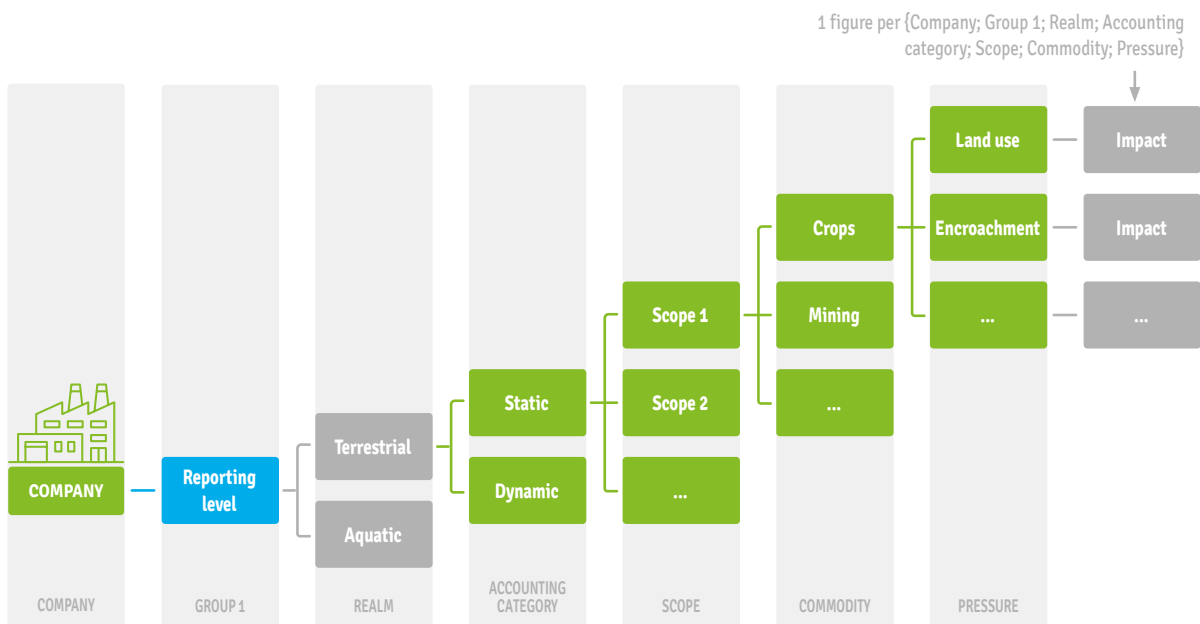 1 figure per {Company; Group 1; Realm; Accounting
category; Scope; Commodity; Pressure}
Land use
Impact
Crops
Encroachment
Impact
Scope 1
Mining
...
...
Static
Scope 2
...
Terrestrial
COMPANY
Reporting
level
Dynamic
...
Aquatic
COMPANY
GROUP 1
REALM
ACCOUNTING
CATEGORY
SCOPE
COMMODITY
PRESSURE